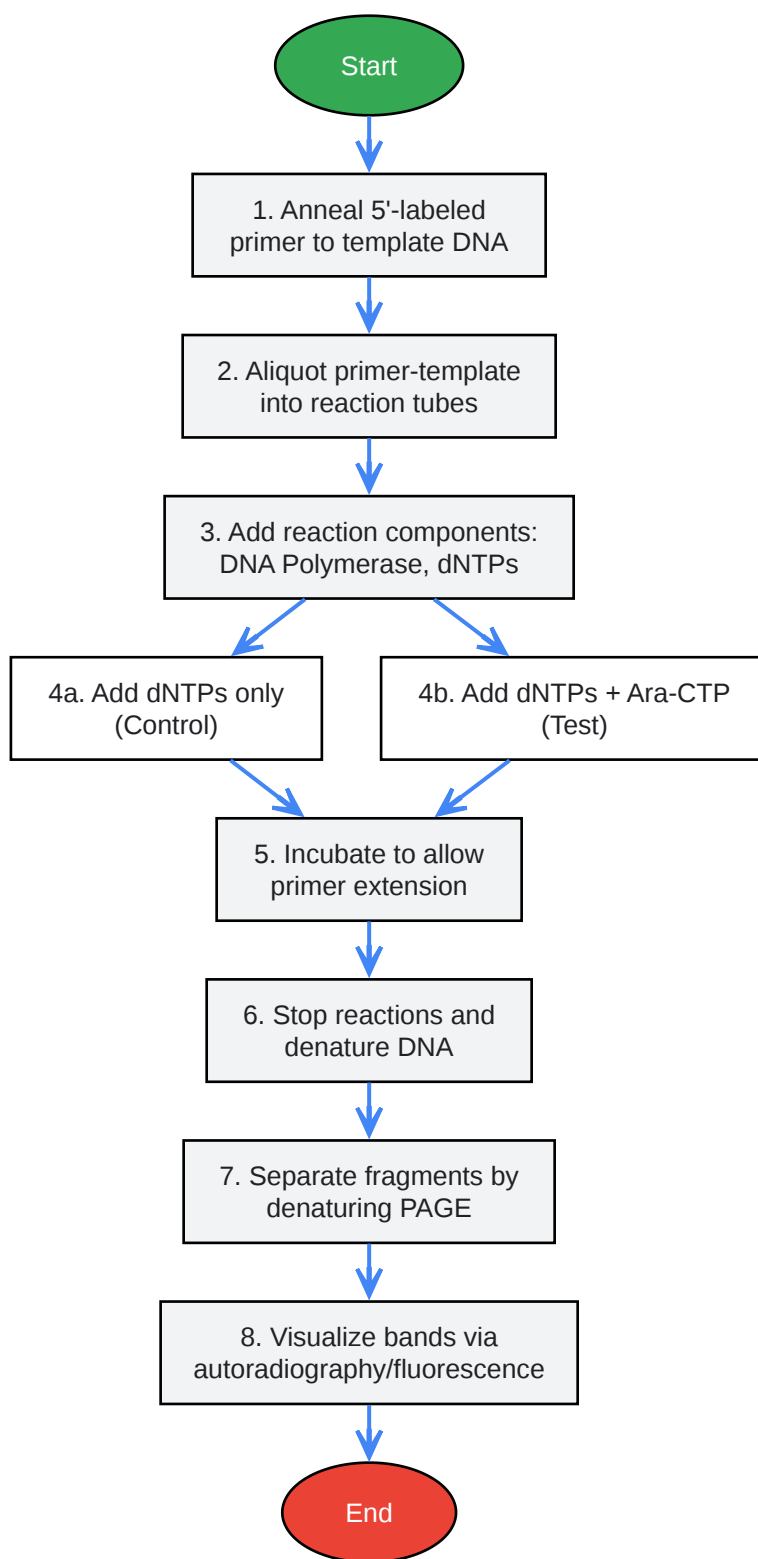 Start
1. Anneal 5'-labeled
primer to template DNA
2. Aliquot primer-template
into reaction tubes
3. Add reaction components:
DNA Polymerase, dNTPs
4a. Add dNTPs only
(Control)
4b. Add dNTPs + Ara-CTP
(Test)
5. Incubate to allow
primer extension
6. Stop reactions and
denature DNA
7. Separate fragments by
denaturing PAGE
8. Visualize bands via
autoradiography/fluorescence
End